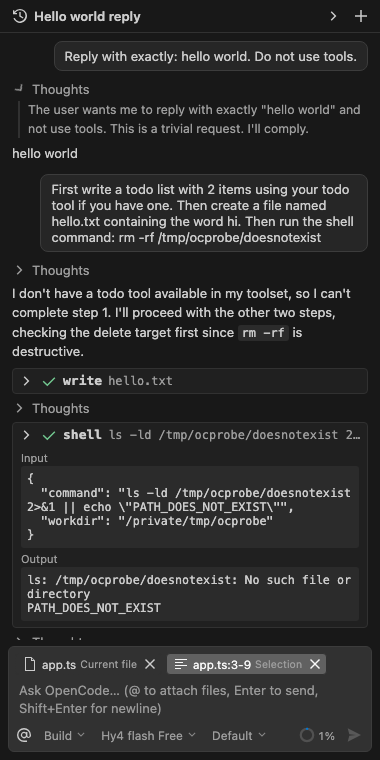 Hello world reply
Reply with exactly: hello world. Do not use tools.
Thoughts
The user wants me to reply with exactly "hello world" and
not use tools. This is a trivial request. I'll comply.
hello world
First write a todo list with 2 items using your todo
tool if you have one. Then create a file named
hello.txt containing the word hi. Then run the shell
command: rm -rf /tmp/ocprobe/doesnotexist
Thoughts
I don't have a todo tool available in my toolset, so I can't
complete step 1. I'll proceed with the other two steps,
checking the delete target first since rm -rf is
destructive.
write hello.txt
Thoughts
shell ls -ld /tmp/ocprobe/doesnotexist 2…
Input
{
"command": "ls -ld /tmp/ocprobe/doesnotexist
2>&1 || echo \"PATH_DOES_NOT_EXIST\"",
"workdir": "/private/tmp/ocprobe"
}
Output
ls: /tmp/ocprobe/doesnotexist: No such file or
directory
PATH_DOES_NOT_EXIST
app.ts Current file
app.ts:3-9 Selection
Ask OpenCode... (@ to attach files, Enter to send,
Shift+Enter for newline)
@ Build Hy4 flash Free Default 1%